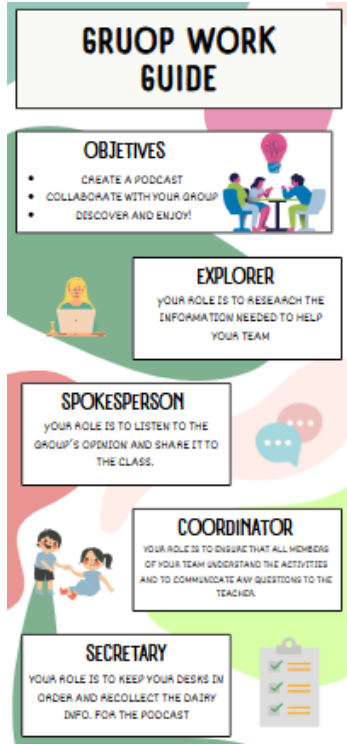 GRUOP WORK
GUIDE
OBJETIVES
• CREATE A PODCAST
• COLLABORATE WITH YOUR GROUP
• DISCOVER AND ENJOY!
EXPLORER
YOUR ROLE IS TO RESEARCH THE
INFORMATION NEEDED TO HELP
YOUR TEAM
SPOKESPERSON
YOUR ROLE IS TO LISTEN TO THE
GROUP'S OPINION AND SHARE IT TO
THE CLASS.
COORDINATOR
YOUR ROLE IS TO ENSURE THAT ALL MEMBERS
OF YOUR TEAM UNDERSTAND THE ACTIVITIES
AND TO COMMUNICATE ANY QUESTIONS TO THE
TEACHER.
SECRETARY
YOUR ROLE IS TO KEEP YOUR DESKS IN
ORDER AND RECOLLECT THE DAIRY
INFO. FOR THE PODCAST